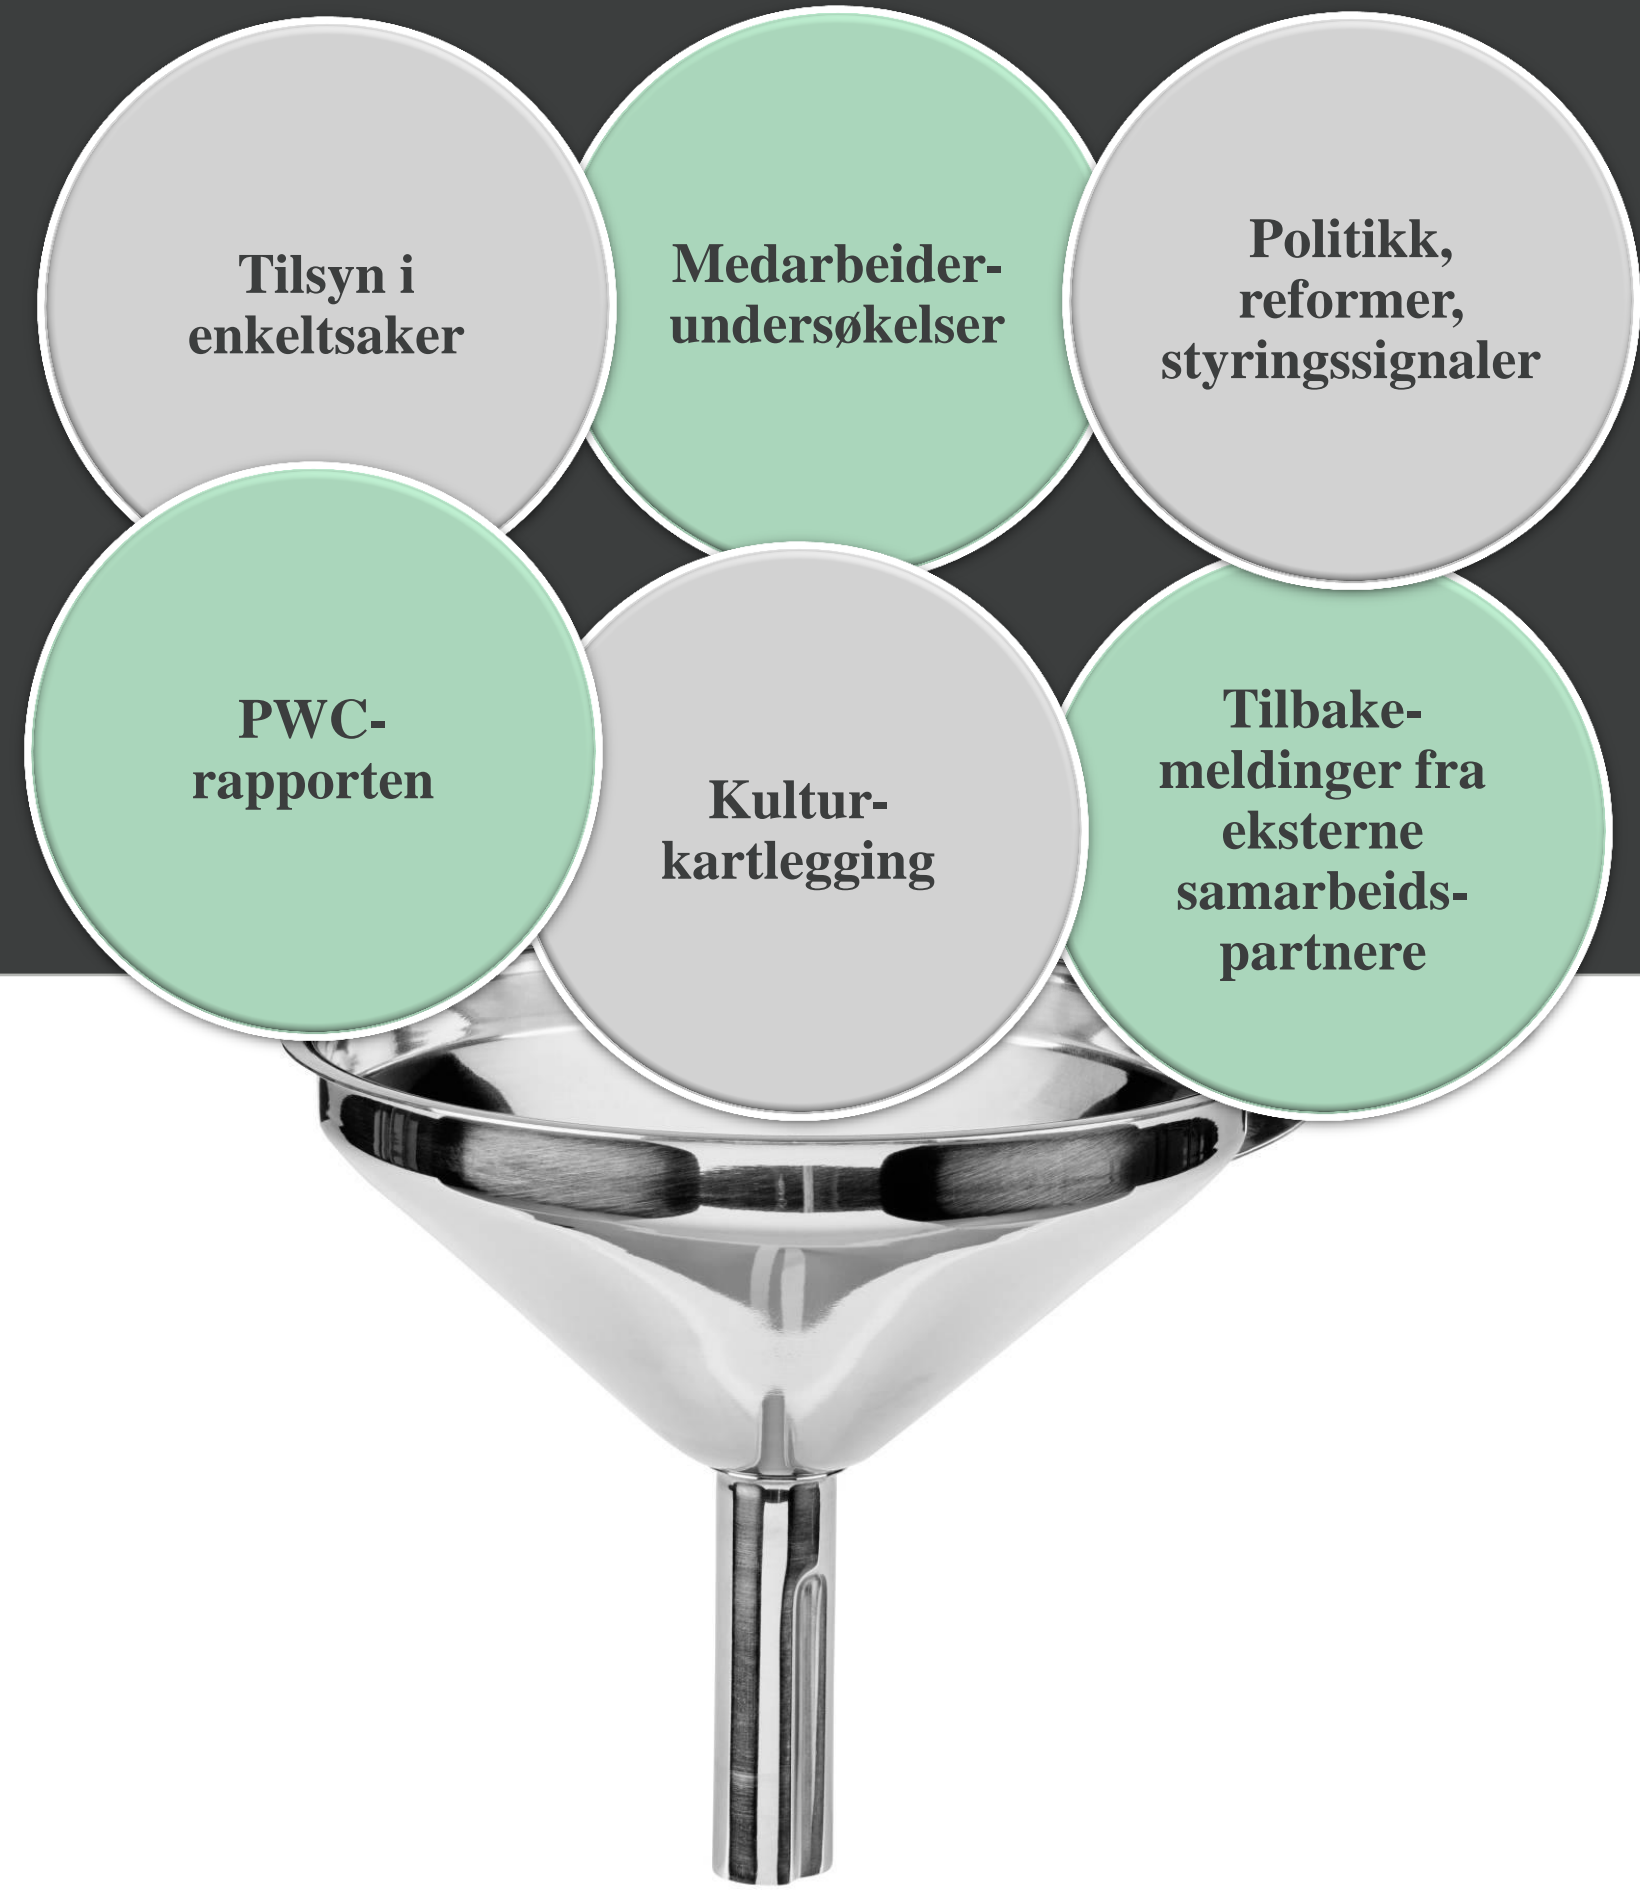 Tilsyn i
enkeltsaker
Medarbeider-
undersøkelser
Politikk,
reformer,
styringssignaler
PWC-
rapporten
Kultur-
kartlegging
Tilbake-
meldinger fra
eksterne
samarbeids-
partnere